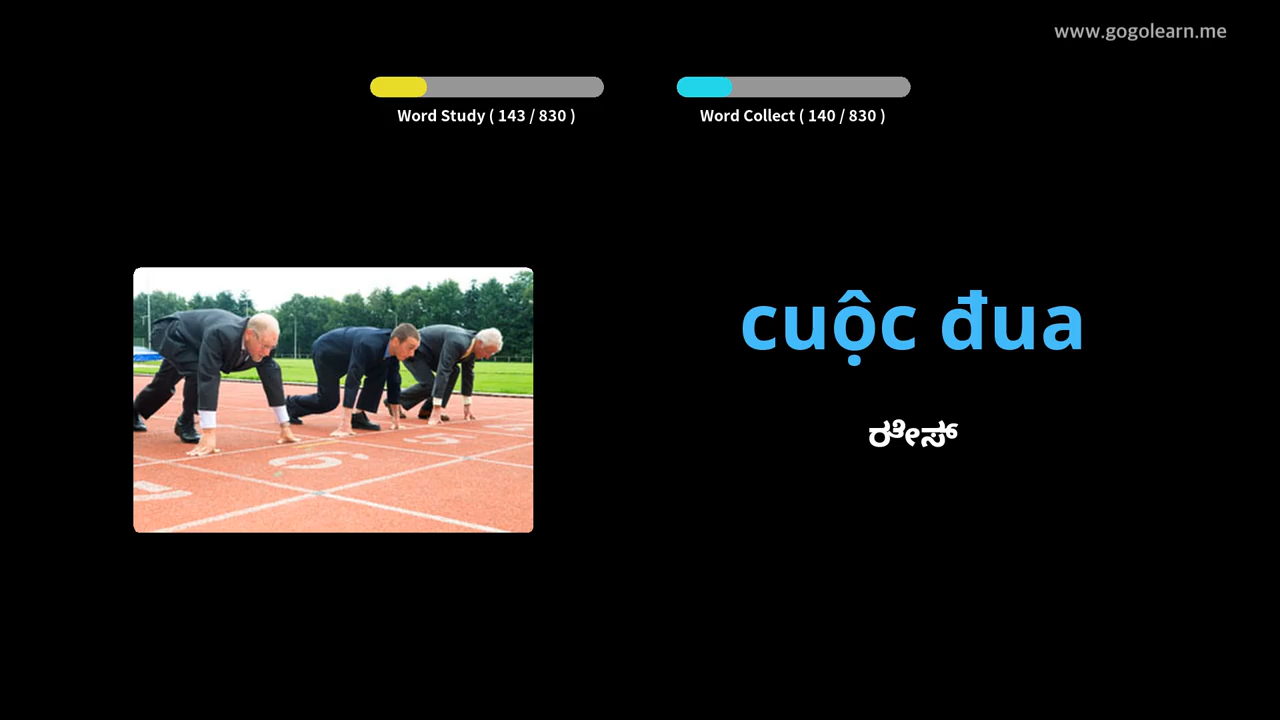 www.gogolearn.me
Word Study ( 143 / 830 )
Word Collect ( 140 / 830 )
cuộc đua
ರೇಸ್